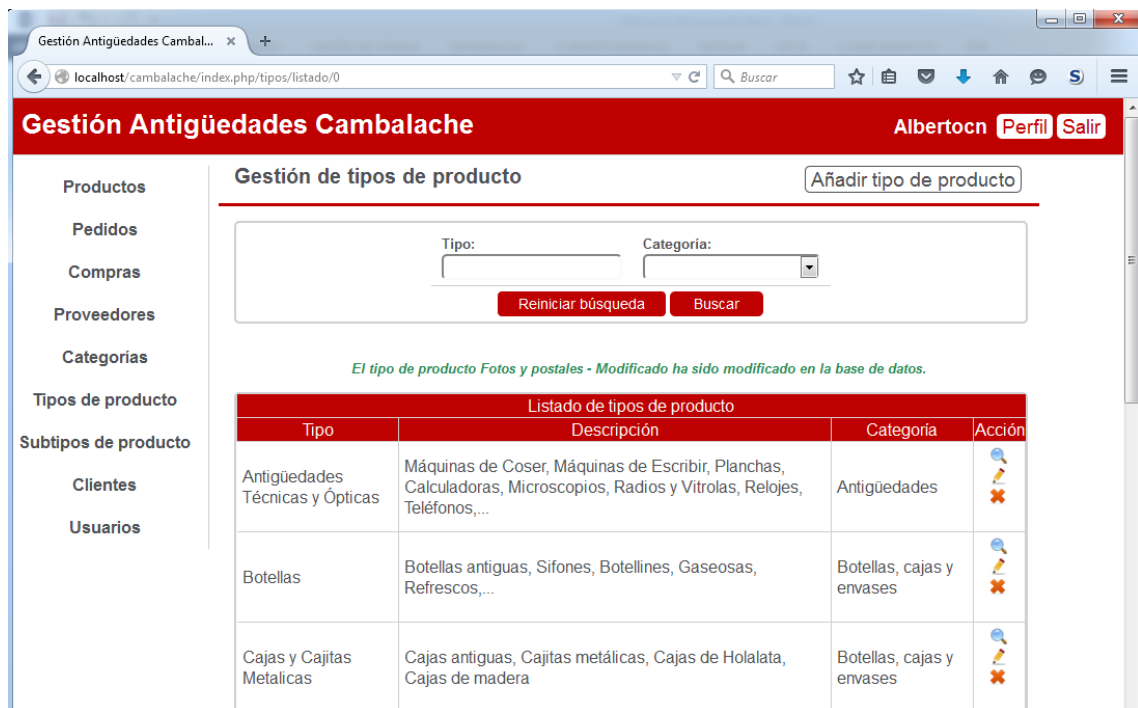 Gestión Antigüedades Cambal...
localhost/cambalache/index.php/tipos/listado/0
Buscar
Gestión Antigüedades Cambalache
Albertocn Perfil Salir
Productos
Pedidos
Compras
Proveedores
Categorías
Tipos de producto
Subtipos de producto
Clientes
Usuarios
Gestión de tipos de producto
Añadir tipo de producto
Tipo:
Categoría:
Reiniciar búsqueda
Buscar
El tipo de producto Fotos y postales - Modificado ha sido modificado en la base de datos.
Listado de tipos de producto
Tipo Descripción Categoría Acción
Antigüedades
Técnicas y Ópticas
Máquinas de Coser, Máquinas de Escribir, Planchas,
Calculadoras, Microscopios, Radios y Vitrolas, Relojes,
Teléfonos,...
Antigüedades
Botellas
Botellas antiguas, Sifones, Botellines, Gaseosas,
Refrescos,...
Botellas, cajas y
envases
Cajas y Cajitas
Metalicas
Cajas antiguas, Cajitas metálicas, Cajas de Holalata,
Cajas de madera
Botellas, cajas y
envases